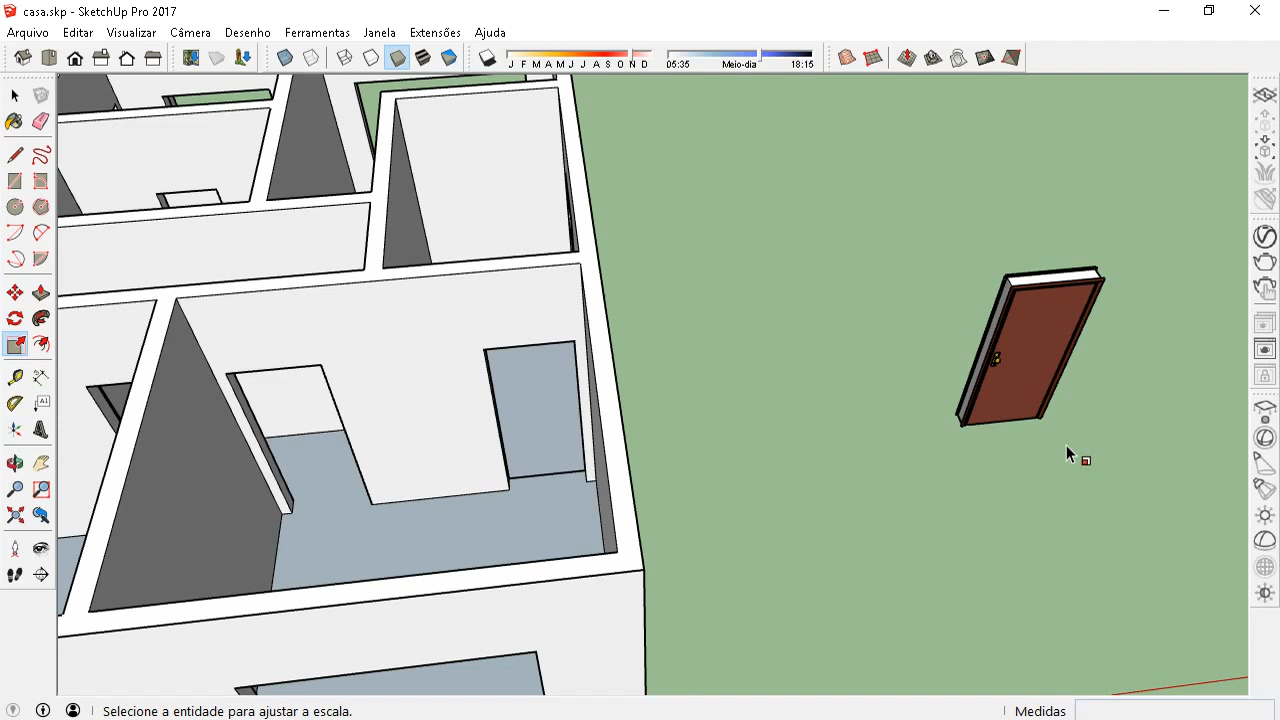 casa.skp - SketchUp Pro 2017
Arquivo Editar Visualizar Câmera Desenho Ferramentas Janela Extensões Ajuda
J F M A M J J A S O N D 05:35 Meio-dia 18:15
A1
Selecione a entidade para ajustar a escala. Medidas